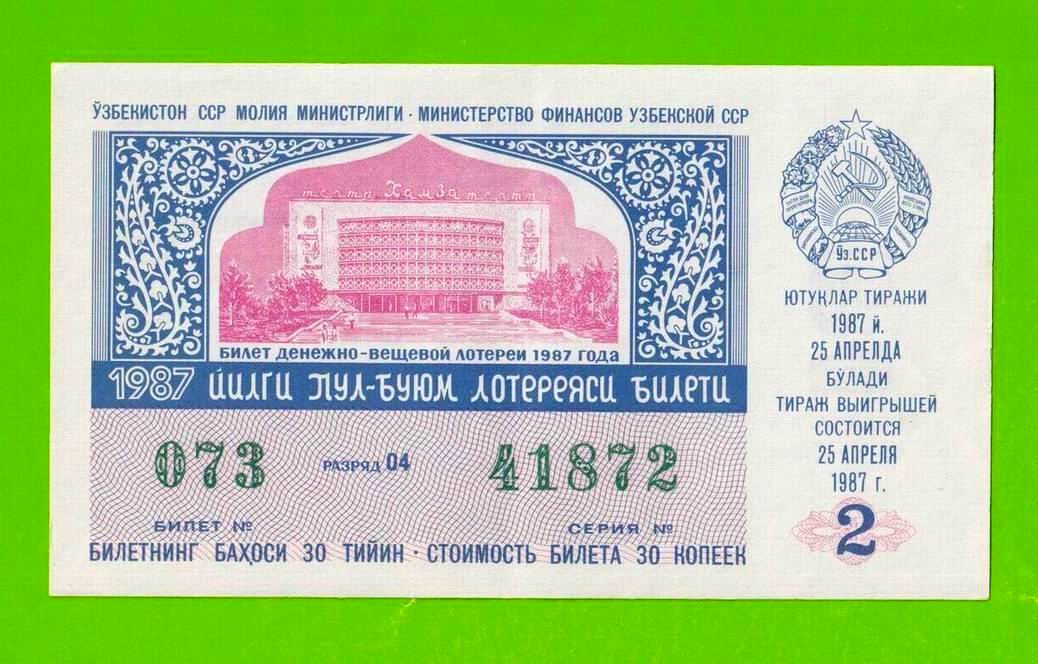 ЎЗБЕКИСТОН ССР МОЛИЯ МИНИСТРЛИГИ · МИНИСТЕРСТВО ФИНАНСОВ УЗБЕКСКОЙ ССР
театр Хамза театр
БИЛЕТ ДЕНЕЖНО-ВЕЩЕВОЙ ЛОТЕРЕИ 1987 ГОДА
1987 ЙИЛГИ ПУЛ-БУЮМ ЛОТЕРЕЯСИ БИЛЕТИ
073 РАЗРЯД 04 41872
БИЛЕТ № СЕРИЯ №
БИЛЕТНИНГ БАҲОСИ 30 ТИЙИН · СТОИМОСТЬ БИЛЕТА 30 КОПЕЕК
Уз.ССР
ЮТУҚЛАР ТИРАЖИ
1987 й.
25 АПРЕЛДА
БЎЛАДИ
ТИРАЖ ВЫИГРЫШЕЙ
СОСТОИТСЯ
25 АПРЕЛЯ
1987 г.
2